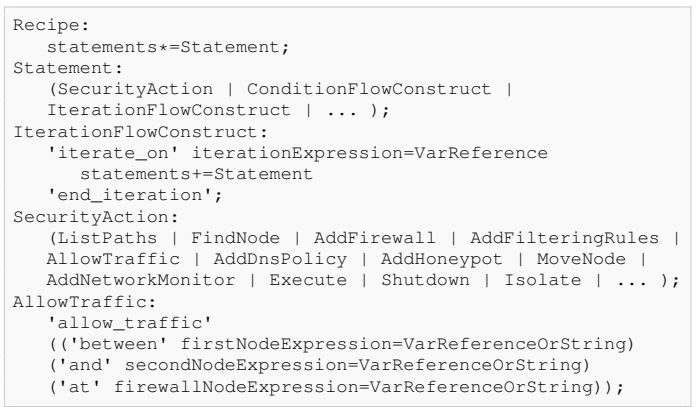 Recipe:
   statements*=Statement;
Statement:
   (SecurityAction | ConditionFlowConstruct |
   IterationFlowConstruct | ... );
IterationFlowConstruct:
   'iterate_on' iterationExpression=VarReference
      statements+=Statement
   'end_iteration';
SecurityAction:
   (ListPaths | FindNode | AddFirewall | AddFilteringRules |
   AllowTraffic | AddDnsPolicy | AddHoneypot | MoveNode |
   AddNetworkMonitor | Execute | Shutdown | Isolate | ... );
AllowTraffic:
   'allow_traffic'
   (('between' firstNodeExpression=VarReferenceOrString)
   ('and' secondNodeExpression=VarReferenceOrString)
   ('at' firewallNodeExpression=VarReferenceOrString));